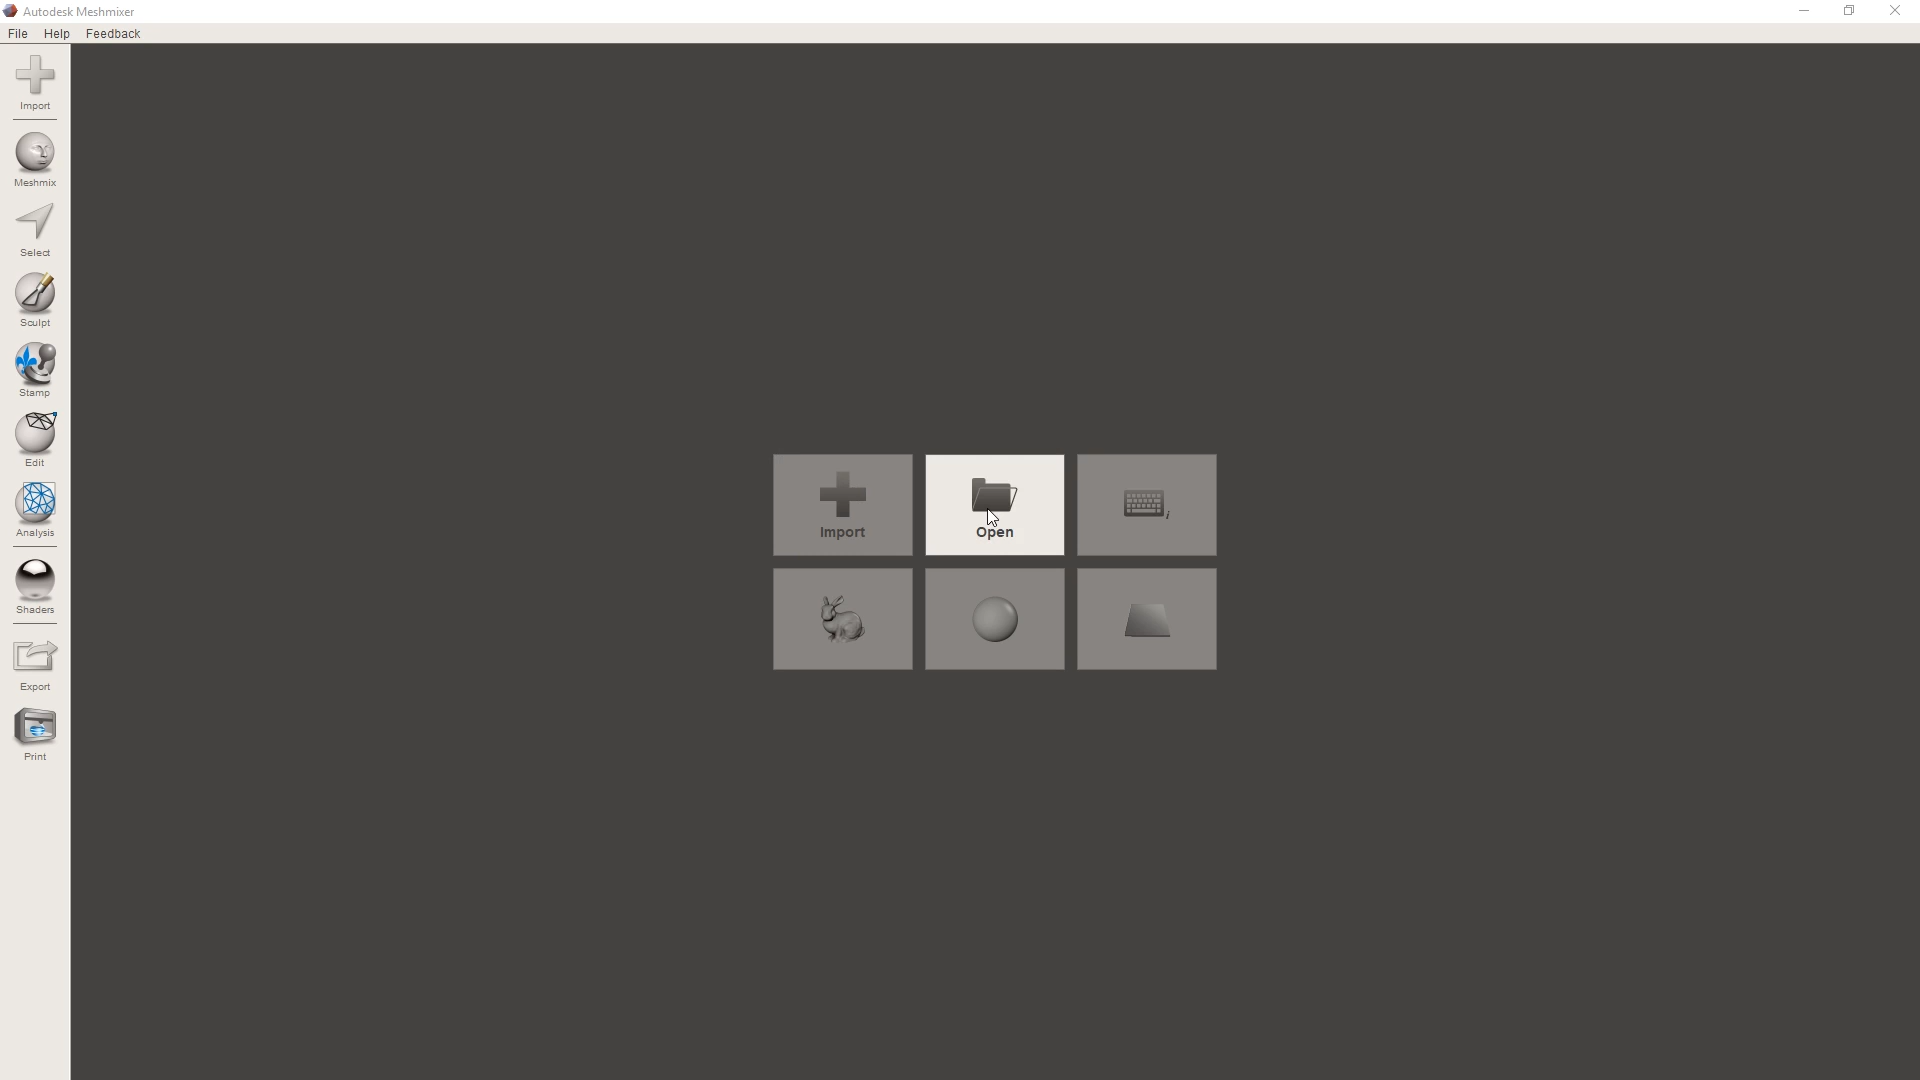 Autodesk Meshmixer
File Help Feedback
Import
Meshmix
Select
Sculpt
Stamp
Edit
Analysis
Shaders
Export
Print
Import
Open
i